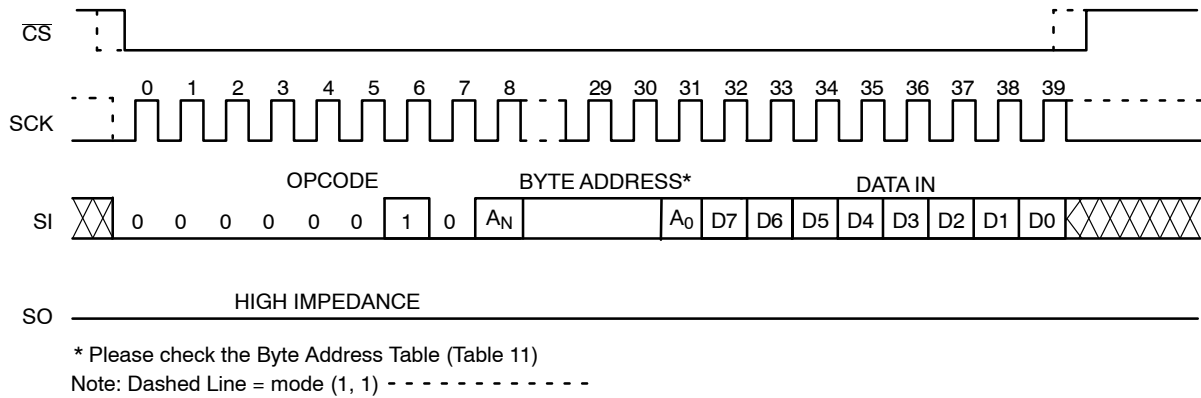 CS
0 1 2 3 4 5 6 7 8 29 30 31 32 33 34 35 36 37 38 39
SCK
OPCODE BYTE ADDRESS* DATA IN
SI 0 0 0 0 0 0 1 0 AN A0 D7 D6 D5 D4 D3 D2 D1 D0
HIGH IMPEDANCE
SO
* Please check the Byte Address Table (Table 11)
Note: Dashed Line = mode (1, 1) - - - - - - - - - - - -